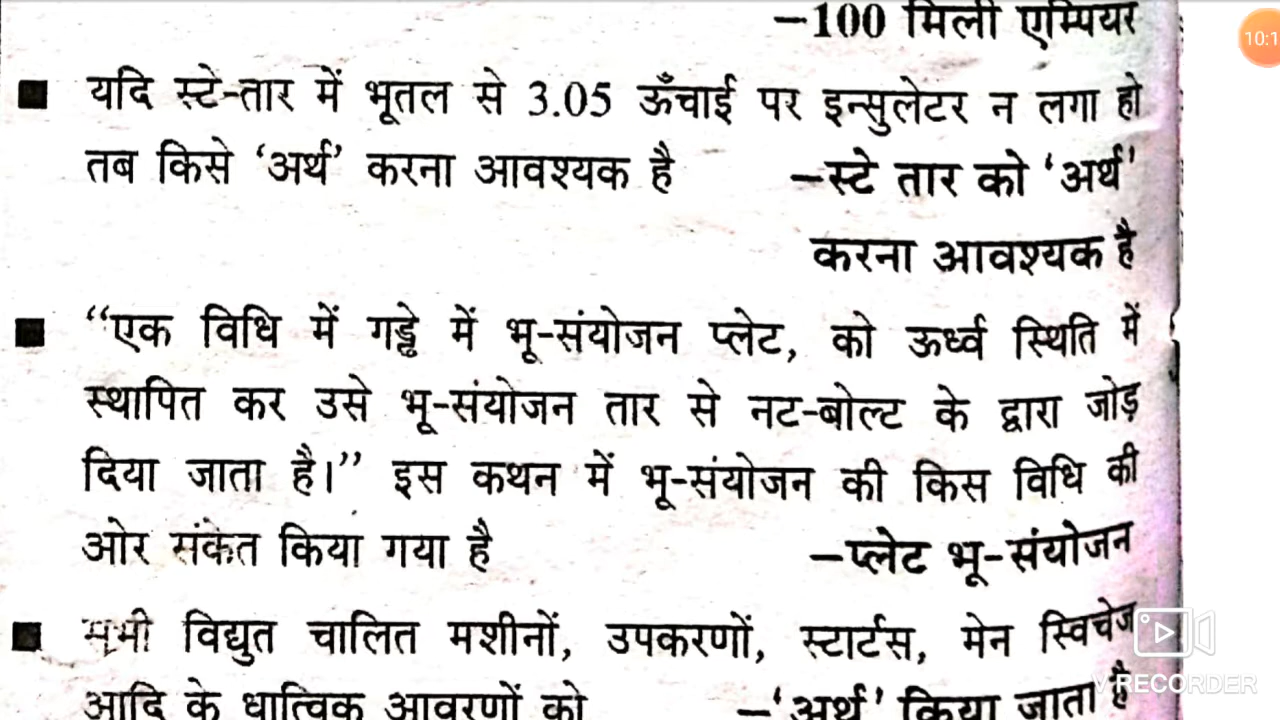 –100 मिली एम्पियर
10:1
■ यदि स्टे-तार में भूतल से 3.05 ऊँचाई पर इन्सुलेटर न लगा हो
तब किसे ‘अर्थ’ करना आवश्यक है –स्टे तार को ‘अर्थ’
करना आवश्यक है
■ “एक विधि में गड्ढे में भू-संयोजन प्लेट, को ऊर्ध्व स्थिति में
स्थापित कर उसे भू-संयोजन तार से नट-बोल्ट के द्वारा जोड़
दिया जाता है।” इस कथन में भू-संयोजन की किस विधि की
ओर संकेत किया गया है –प्लेट भू-संयोजन
■ सभी विद्युत चालित मशीनों, उपकरणों, स्टार्टस, मेन स्विचेज
आदि के धात्विक आवरणों को –‘अर्थ’ किया जाता है
V RECORDER